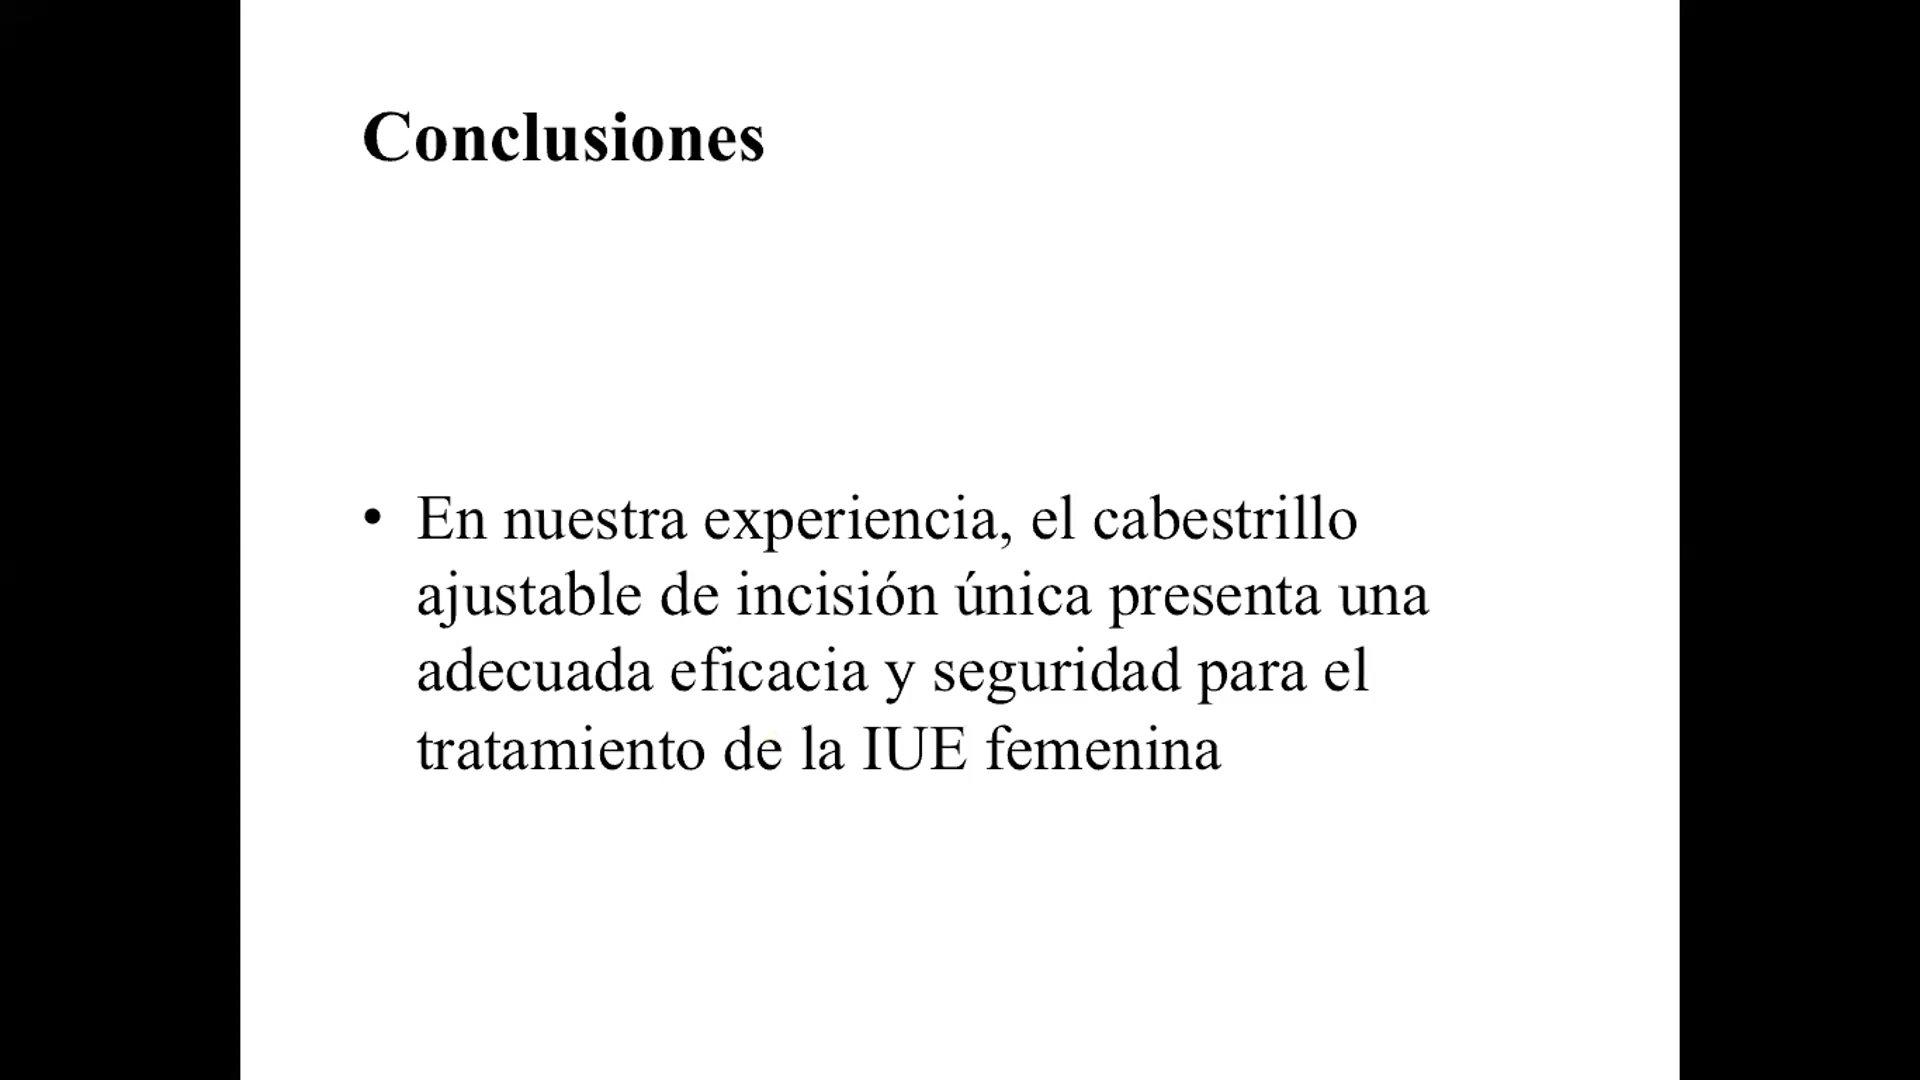 Conclusiones
• En nuestra experiencia, el cabestrillo
ajustable de incisión única presenta una
adecuada eficacia y seguridad para el
tratamiento de la IUE femenina